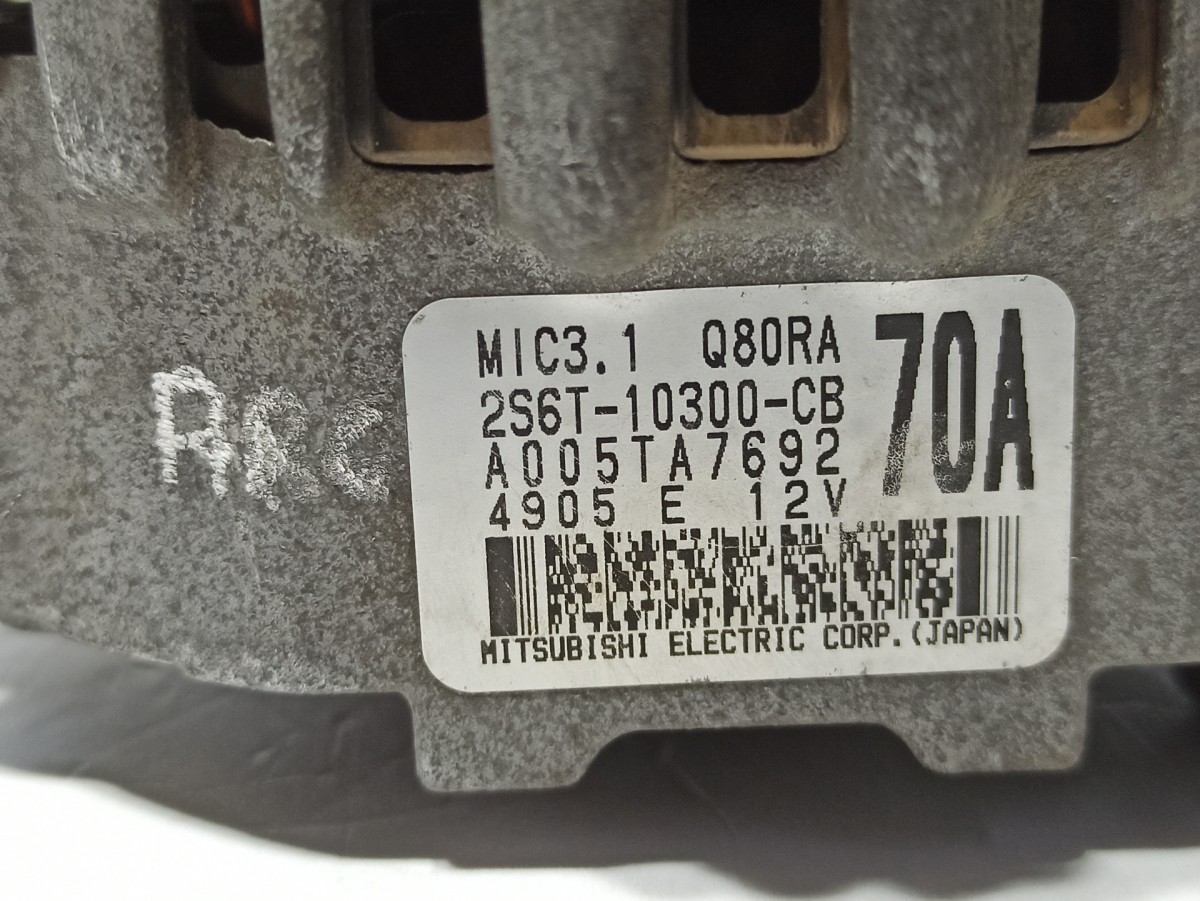 MIC3.1 Q80RA
70A
2S6T-10300-CB
A005TA7692
4905 E 12V
MITSUBISHI ELECTRIC CORP.(JAPAN)